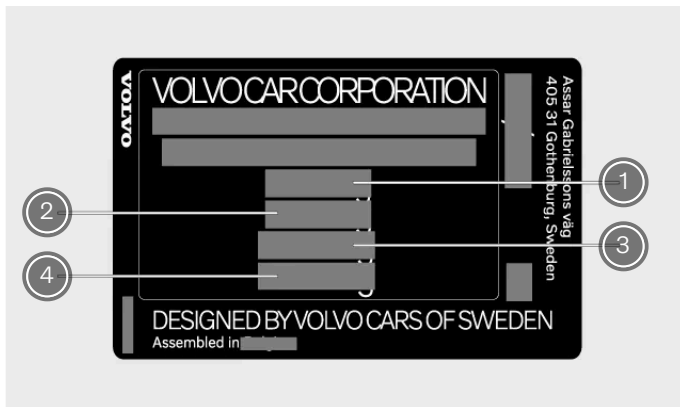 VOLVO
VOLVO CAR CORPORATION
1
2
3
4
DESIGNED BY VOLVO CARS OF SWEDEN
Assembled in
Assar Gabrielssons väg
405 31 Gothenburg, Sweden